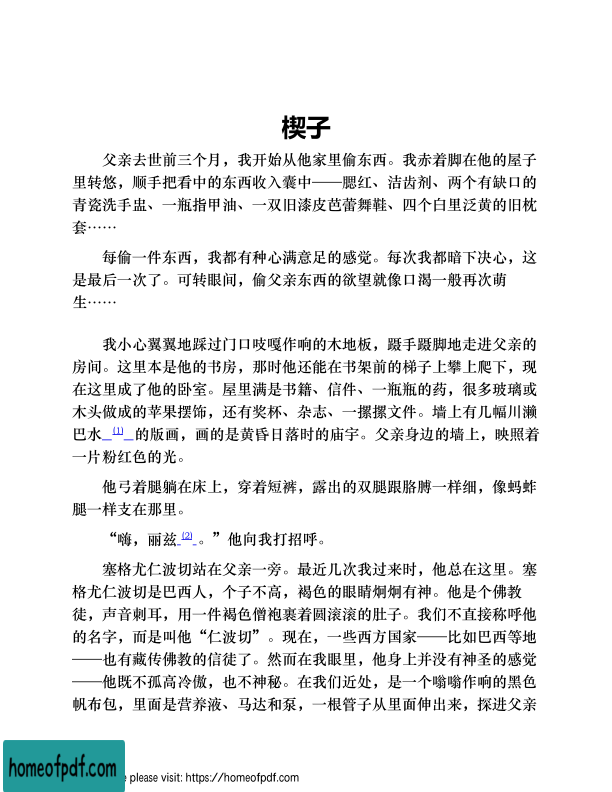 楔子
父亲去世前三个月，我开始从他家里偷东西。我赤着脚在他的屋子
里转悠，顺手把看中的东西收入囊中——腮红、洁齿剂、两个有缺口的
青瓷洗手盅、一瓶指甲油、一双旧漆皮芭蕾舞鞋、四个白里泛黄的旧枕
套……
每偷一件东西，我都有种心满意足的感觉。每次我都暗下决心，这
是最后一次了。可转眼间，偷父亲东西的欲望就像口渴一般再次萌
生……
我小心翼翼地踩过门口吱嘎作响的木地板，蹑手蹑脚地走进父亲的
房间。这里本是他的书房，那时他还能在书架前的梯子上攀上爬下，现
在这里成了他的卧室。屋里满是书籍、信件、一瓶瓶的药，很多玻璃或
木头做成的苹果摆饰，还有奖杯、杂志、一摞摞文件。墙上有几幅川濑
巴水 (1) 的版画，画的是黄昏日落时的庙宇。父亲身边的墙上，映照着
一片粉红色的光。
他弓着腿躺在床上，穿着短裤，露出的双腿跟胳膊一样细，像蚂蚱
腿一样支在那里。
“嗨，丽兹 (2) 。”他向我打招呼。
塞格尤仁波切站在父亲一旁。最近几次我过来时，他总在这里。塞
格尤仁波切是巴西人，个子不高，褐色的眼睛炯炯有神。他是个佛教
徒，声音刺耳，用一件褐色僧袍裹着圆滚滚的肚子。我们不直接称呼他
的名字，而是叫他“仁波切”。现在，一些西方国家——比如巴西等地
——也有藏传佛教的信徒了。然而在我眼里，他身上并没有神圣的感觉
——他既不孤高冷傲，也不神秘。在我们近处，是一个嗡嗡作响的黑色
帆布包，里面是营养液、马达和泵，一根管子从里面伸出来，探进父亲
homeofpdf.com
e please visit: https://homeofpdf.com